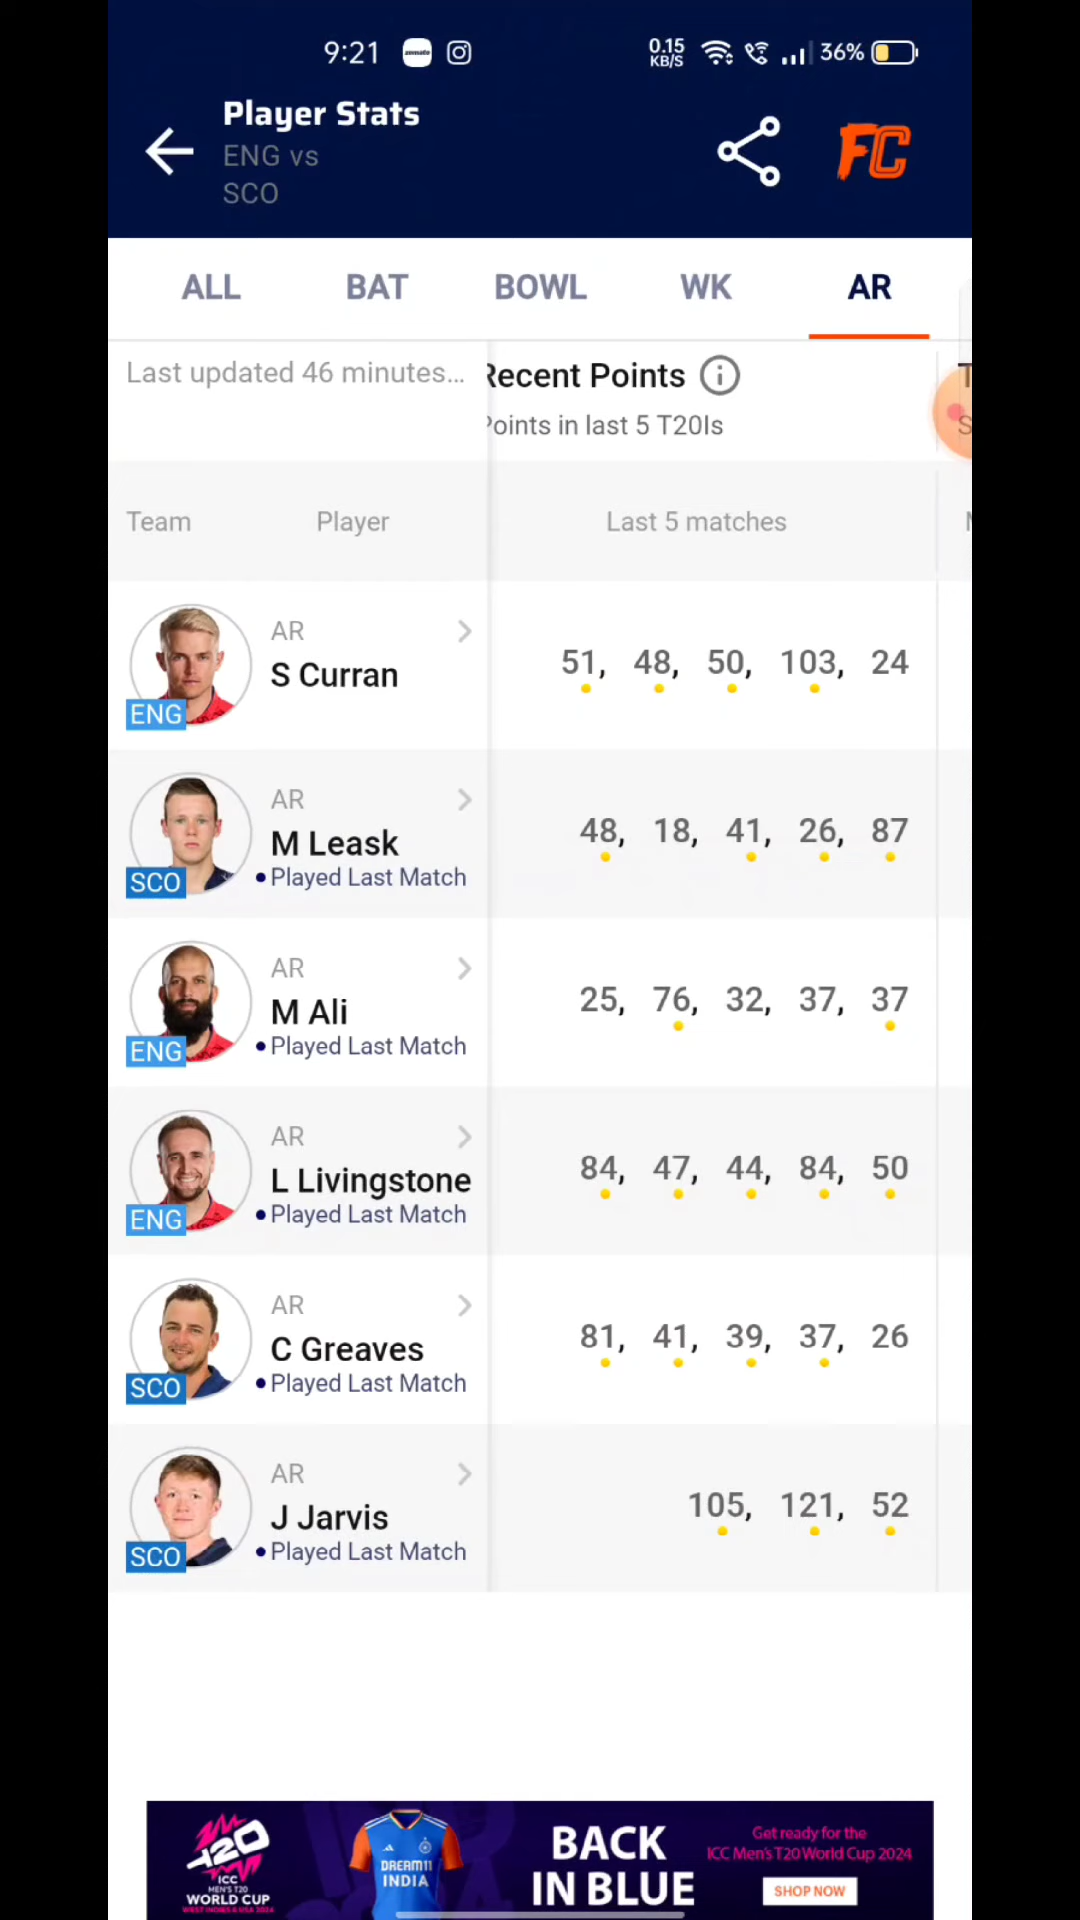 9:21
zomato
0.15
KB/S
36%
Player Stats
ENG vs
SCO
FC
ALL BAT BOWL WK AR
Last updated 46 minutes...
Recent Points
Points in last 5 T20Is
Team Player Last 5 matches
AR
S Curran
ENG
51, 48, 50, 103, 24
AR
M Leask
Played Last Match
SCO
48, 18, 41, 26, 87
AR
M Ali
Played Last Match
ENG
25, 76, 32, 37, 37
AR
L Livingstone
Played Last Match
ENG
84, 47, 44, 84, 50
AR
C Greaves
Played Last Match
SCO
81, 41, 39, 37, 26
AR
J Jarvis
Played Last Match
SCO
105, 121, 52
T20
ICC
MEN'S T20
WORLD CUP
WEST INDIES & USA 2024
DREAM11
INDIA
BACK
IN BLUE
Get ready for the
ICC Men's T20 World Cup 2024
SHOP NOW